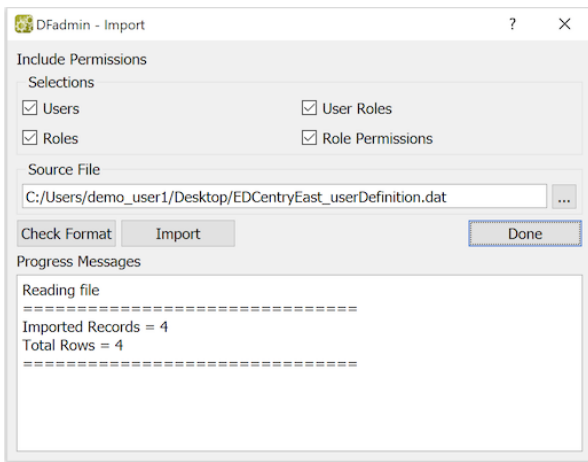 DFadmin - Import ? ×
Include Permissions
Selections
Users User Roles
Roles Role Permissions
Source File
C:/Users/demo_user1/Desktop/EDCentryEast_userDefinition.dat ...
Check Format Import Done
Progress Messages
Reading file
===============================
Imported Records = 4
Total Rows = 4
===============================